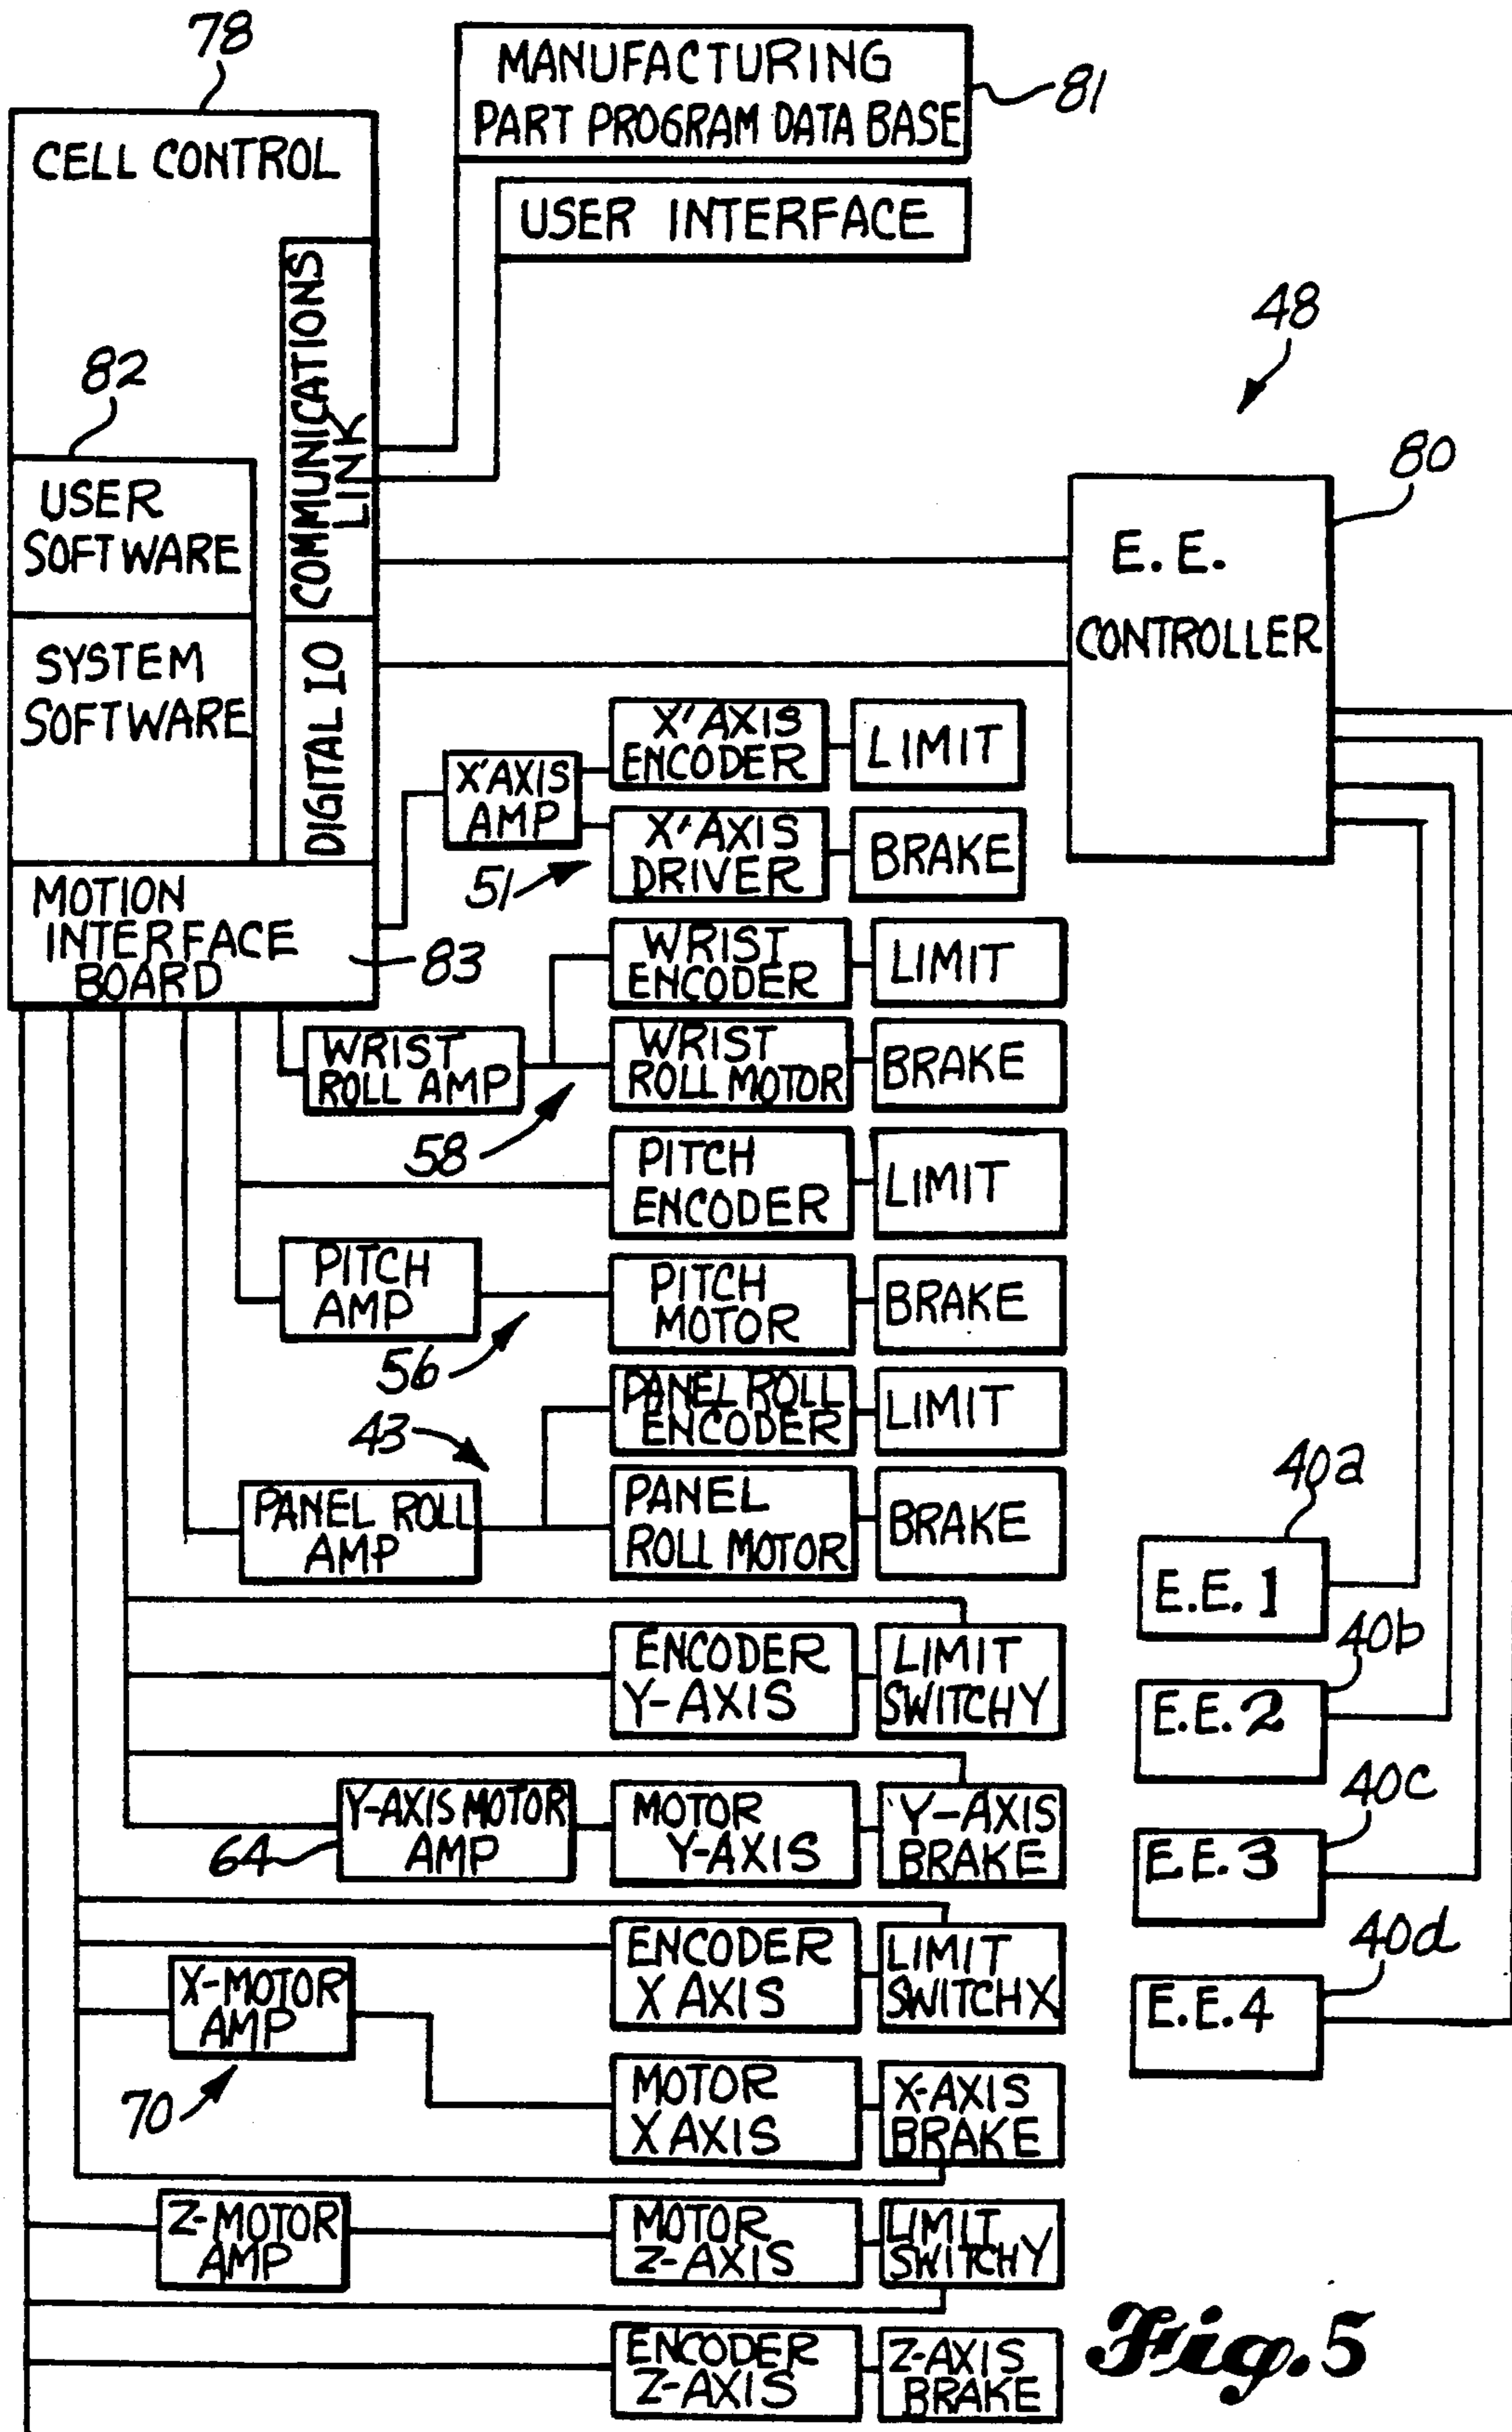 78
MANUFACTURING
PART PROGRAM DATA BASE
81
CELL CONTROL
USER INTERFACE
COMMUNICATIONS
LINK
48
82
USER
SOFTWARE
80
E. E.
CONTROLLER
SYSTEM
SOFTWARE
DIGITAL IO
X' AXIS
ENCODER
LIMIT
X'AXIS
AMP
X' AXIS
DRIVER
BRAKE
51
MOTION
INTERFACE
BOARD
83
WRIST
ENCODER
LIMIT
WRIST
ROLL AMP
WRIST
ROLL MOTOR
BRAKE
58
PITCH
ENCODER
LIMIT
PITCH
AMP
PITCH
MOTOR
BRAKE
56
PANEL ROLL
ENCODER
LIMIT
43
PANEL ROLL
AMP
PANEL
ROLL MOTOR
BRAKE
40a
E.E. 1
40b
ENCODER
Y-AXIS
LIMIT
SWITCHY
E.E. 2
40c
Y-AXIS MOTOR
AMP
64
MOTOR
Y-AXIS
Y-AXIS
BRAKE
E.E. 3
40d
ENCODER
X AXIS
LIMIT
SWITCHX
X-MOTOR
AMP
E.E. 4
70
MOTOR
X AXIS
X-AXIS
BRAKE
Z-MOTOR
AMP
MOTOR
Z-AXIS
LIMIT
SWITCHY
ENCODER
Z-AXIS
Z-AXIS
BRAKE
Fig. 5